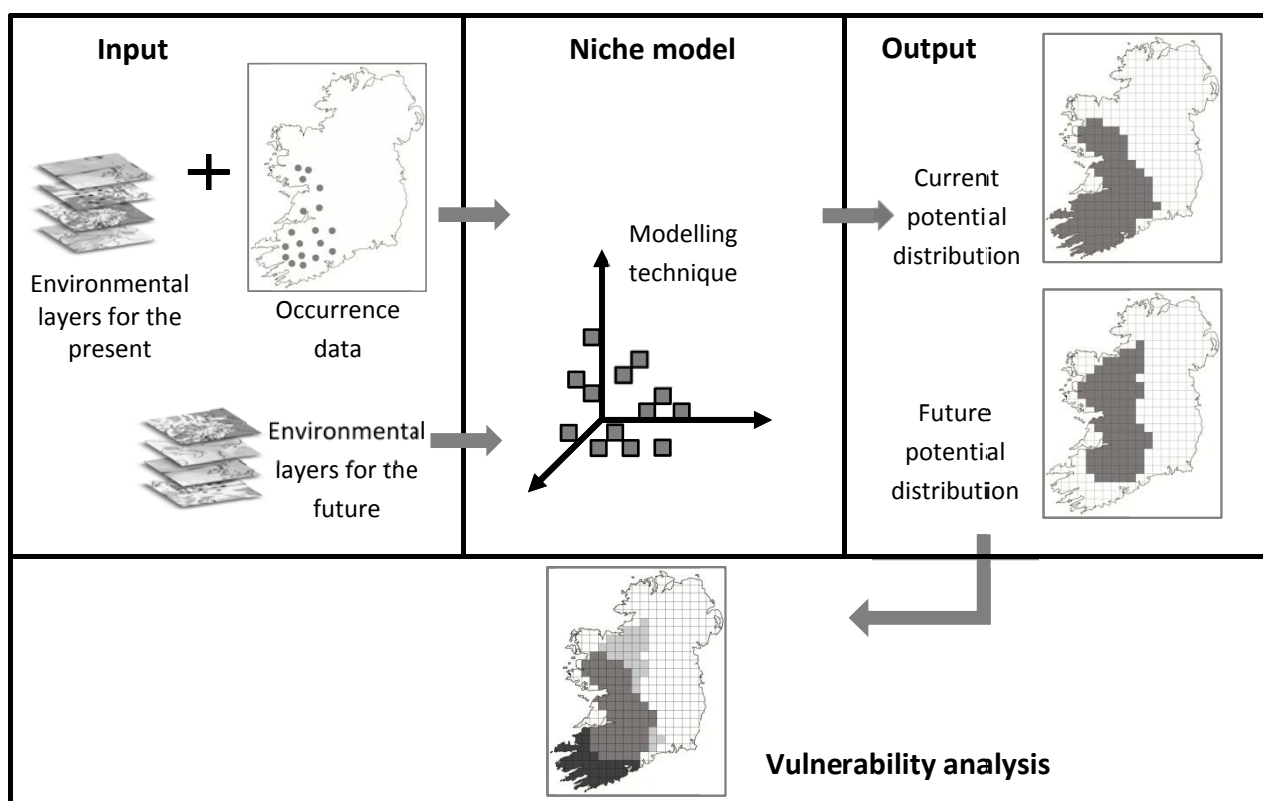 Input
Environmental
layers for the
present
Occurrence
data
Environmental
layers for the
future
Niche model
Modelling
technique
Output
Current
potential
distribution
Future
potential
distribution
Vulnerability analysis